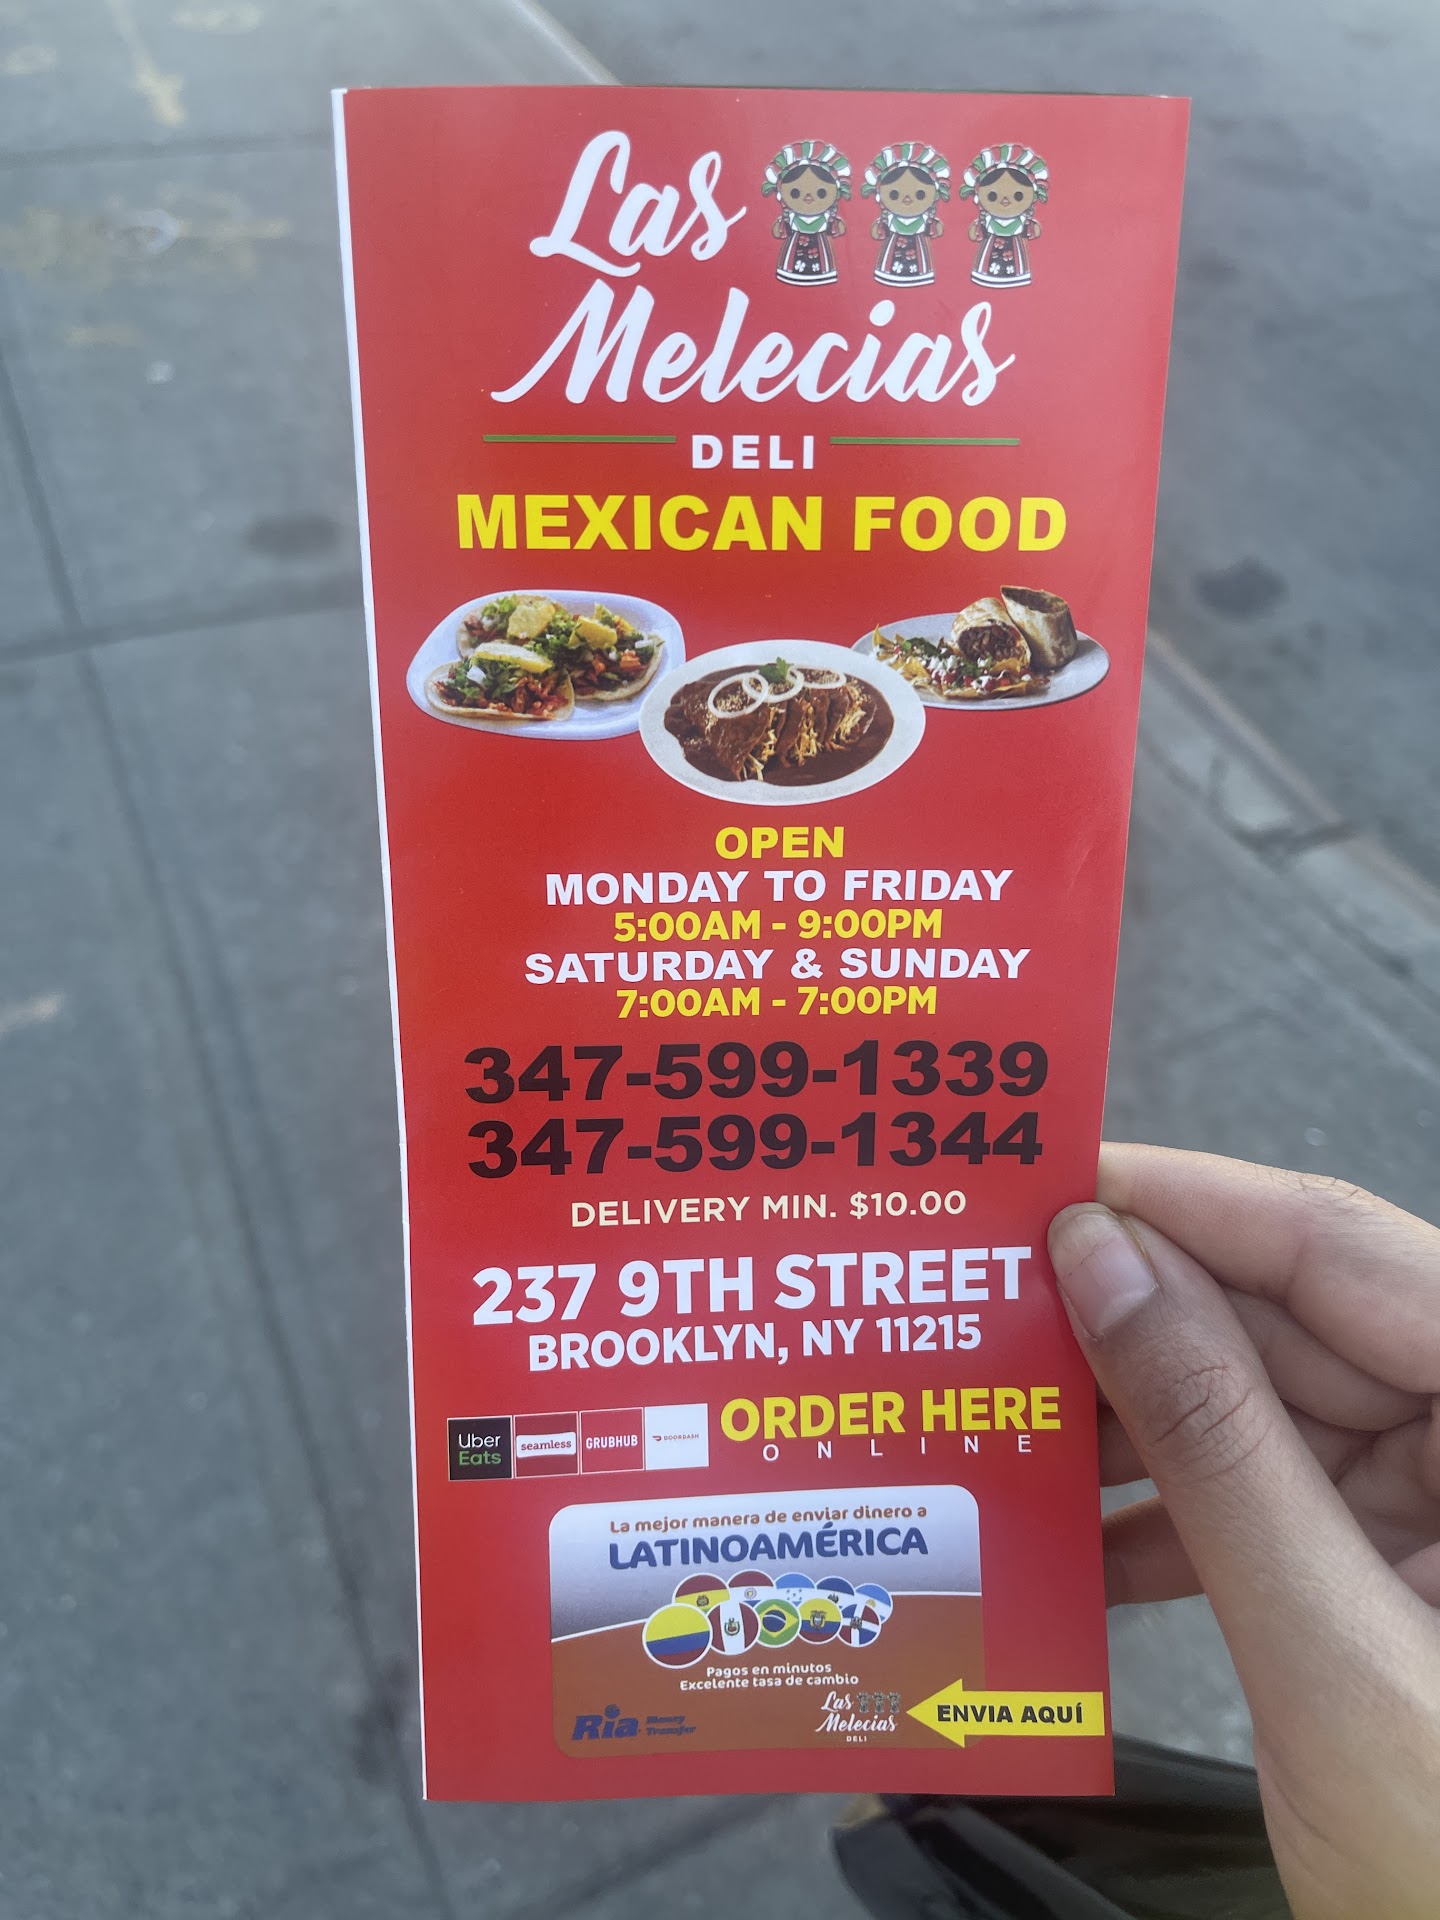 Las
Melecias
DELI
MEXICAN FOOD
OPEN
MONDAY TO FRIDAY
5:00AM - 9:00PM
SATURDAY & SUNDAY
7:00AM - 7:00PM
347-599-1339
347-599-1344
DELIVERY MIN. $10.00
237 9TH STREET
BROOKLYN, NY 11215
Uber Eats
seamless
GRUBHUB
DOORDASH
ORDER HERE
ONLINE
La mejor manera de enviar dinero a
LATINOAMÉRICA
Pagos en minutos
Excelente tasa de cambio
Ria Money Transfer
Las
Melecias
DELI
ENVIA AQUÍ